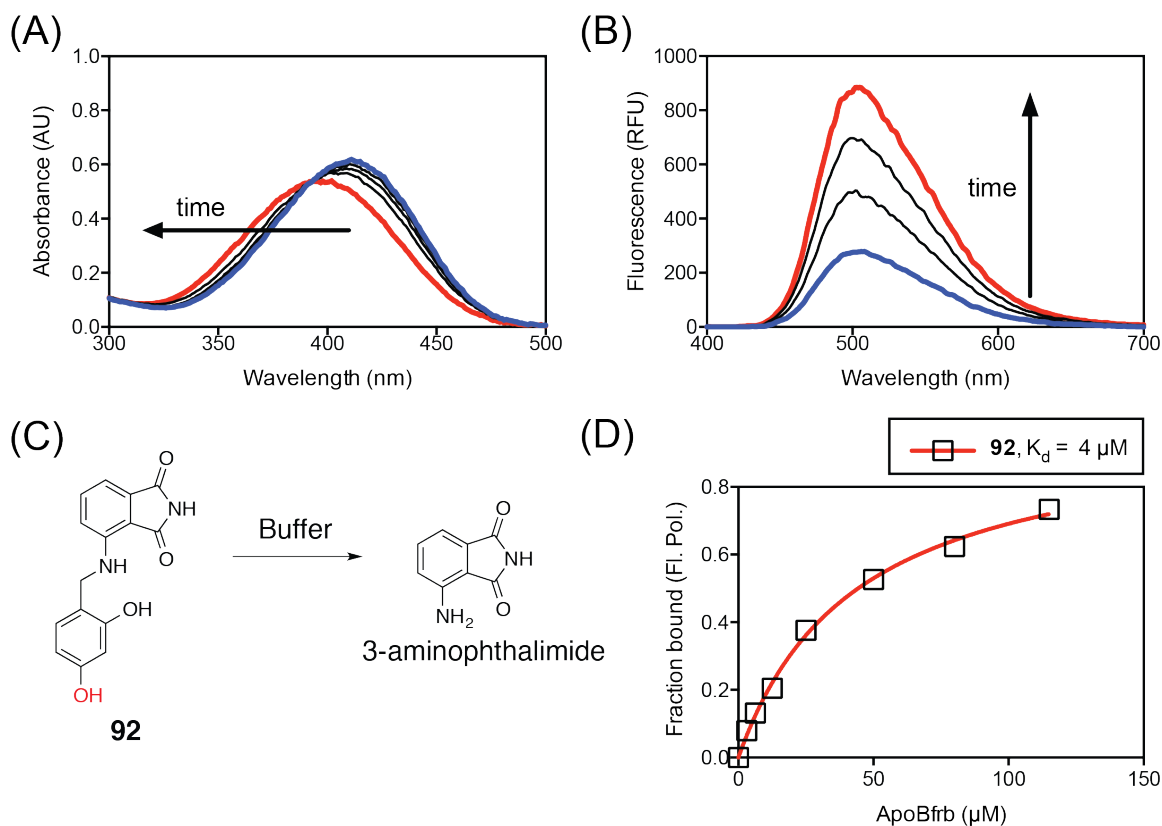 (A)
1.0
0.8
0.6
0.4
0.2
0.0
300
350
400
450
500
Absorbance (AU)
Wavelength (nm)
time
(B)
1000
800
600
400
200
0
400
500
600
700
Fluorescence (RFU)
Wavelength (nm)
time
(C)
O
NH
O
NH
OH
OH
92
Buffer
O
NH
O
NH2
3-aminophthalimide
(D)
92, Kd = 4 µM
0.8
0.6
0.4
0.2
0.0
0
50
100
150
Fraction bound (Fl. Pol.)
ApoBfrb (µM)